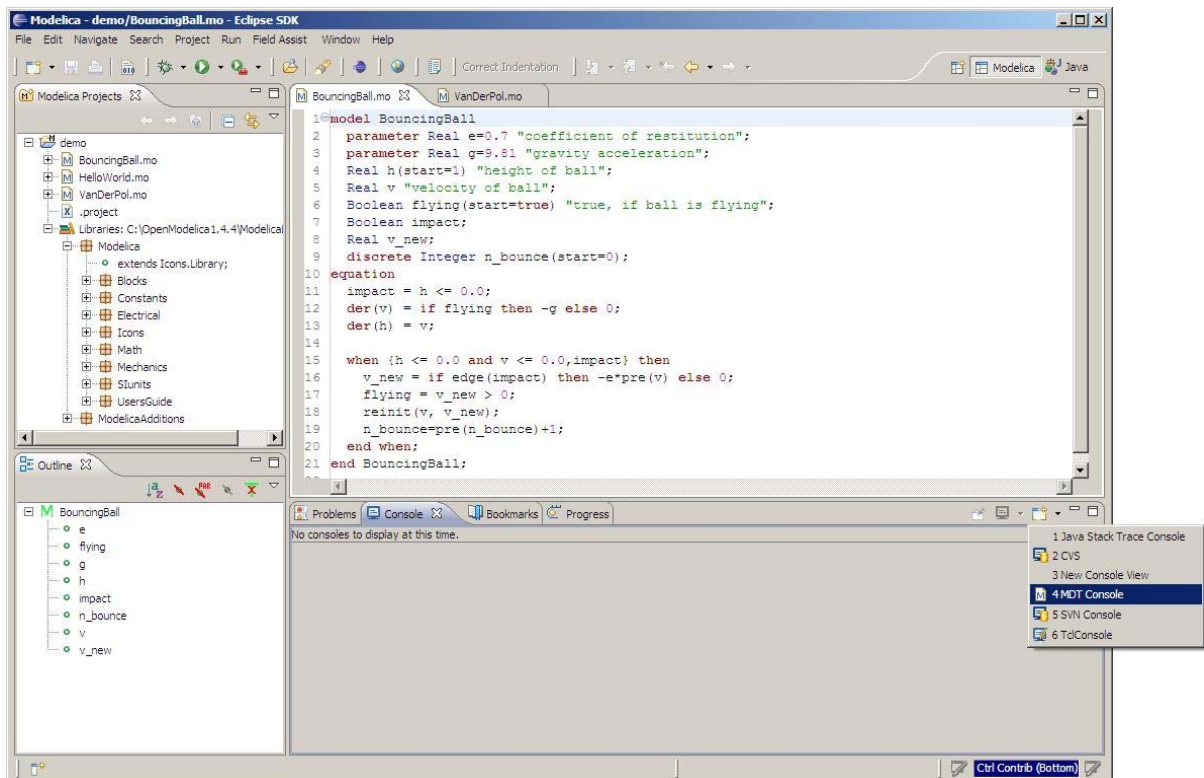 Modelica - demo/BouncingBall.mo - Eclipse SDK
File Edit Navigate Search Project Run Field Assist Window Help
Correct Indentation
Modelica Java
Modelica Projects
demo
BouncingBall.mo
HelloWorld.mo
VanDerPol.mo
.project
Libraries: C:\OpenModelica1.4.4\Modelical
Modelica
extends Icons.Library;
Blocks
Constants
Electrical
Icons
Math
Mechanics
SIunits
UsersGuide
ModelicaAdditions
BouncingBall.mo VanDerPol.mo
1 model BouncingBall
2 parameter Real e=0.7 "coefficient of restitution";
3 parameter Real g=9.81 "gravity acceleration";
4 Real h(start=1) "height of ball";
5 Real v "velocity of ball";
6 Boolean flying(start=true) "true, if ball is flying";
7 Boolean impact;
8 Real v_new;
9 discrete Integer n_bounce(start=0);
10 equation
11 impact = h <= 0.0;
12 der(v) = if flying then -g else 0;
13 der(h) = v;
14
15 when {h <= 0.0 and v <= 0.0,impact} then
16 v_new = if edge(impact) then -e*pre(v) else 0;
17 flying = v_new > 0;
18 reinit(v, v_new);
19 n_bounce=pre(n_bounce)+1;
20 end when;
21 end BouncingBall;
Outline
BouncingBall
e
flying
g
h
impact
n_bounce
v
v_new
Problems Console Bookmarks Progress
No consoles to display at this time.
1 Java Stack Trace Console
2 CVS
3 New Console View
4 MDT Console
5 SVN Console
6 TclConsole
Ctrl Contrib (Bottom)